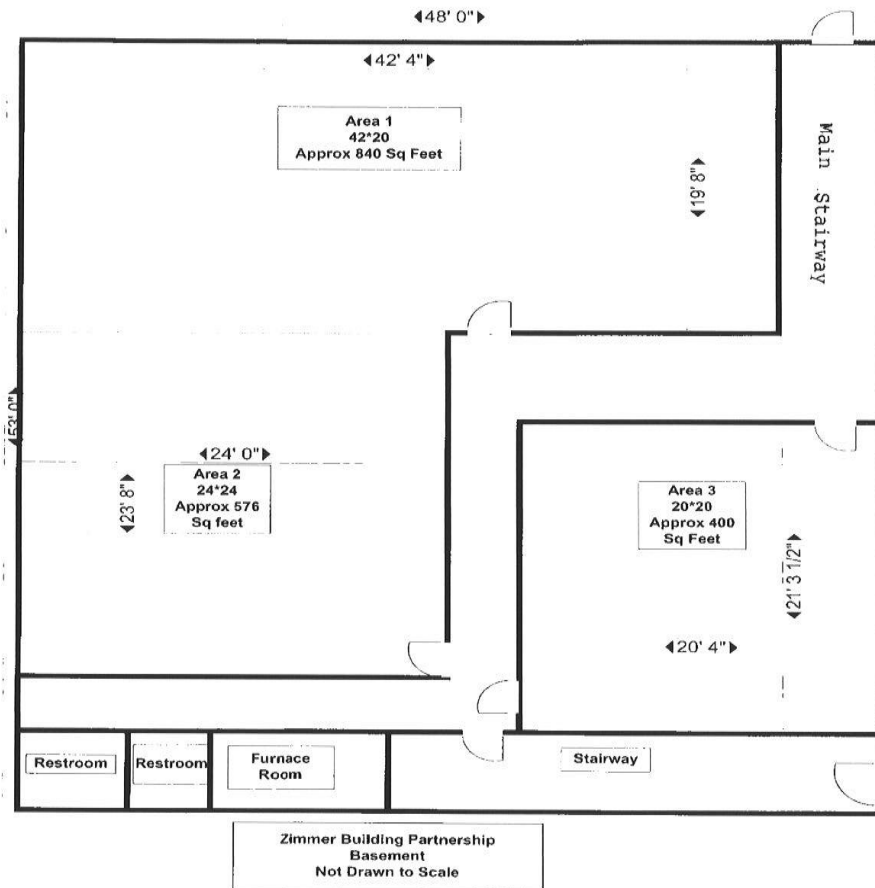 48' 0"
42' 4"
Area 1
42*20
Approx 840 Sq Feet
19' 8"
Main Stairway
53' 0"
24' 0"
Area 2
24*24
Approx 576
Sq feet
23' 8"
Area 3
20*20
Approx 400
Sq Feet
21' 3 1/2"
20' 4"
Restroom
Restroom
Furnace
Room
Stairway
Zimmer Building Partnership
Basement
Not Drawn to Scale